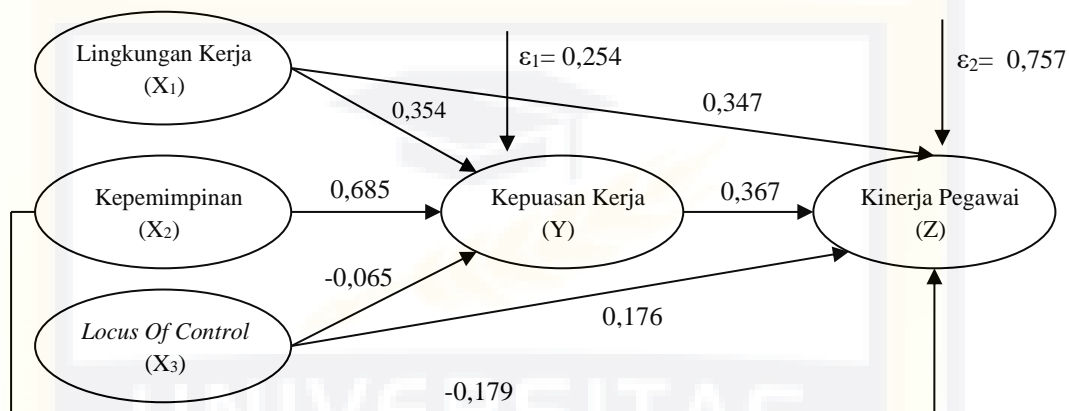 Lingkungan Kerja
(X₁)
ε₁= 0,254
ε₂= 0,757
0,354
0,347
Kepemimpinan
(X₂)
0,685
Kepuasan Kerja
(Y)
0,367
Kinerja Pegawai
(Z)
-0,065
Locus Of Control
(X₃)
0,176
-0,179
UNIVERSITAS